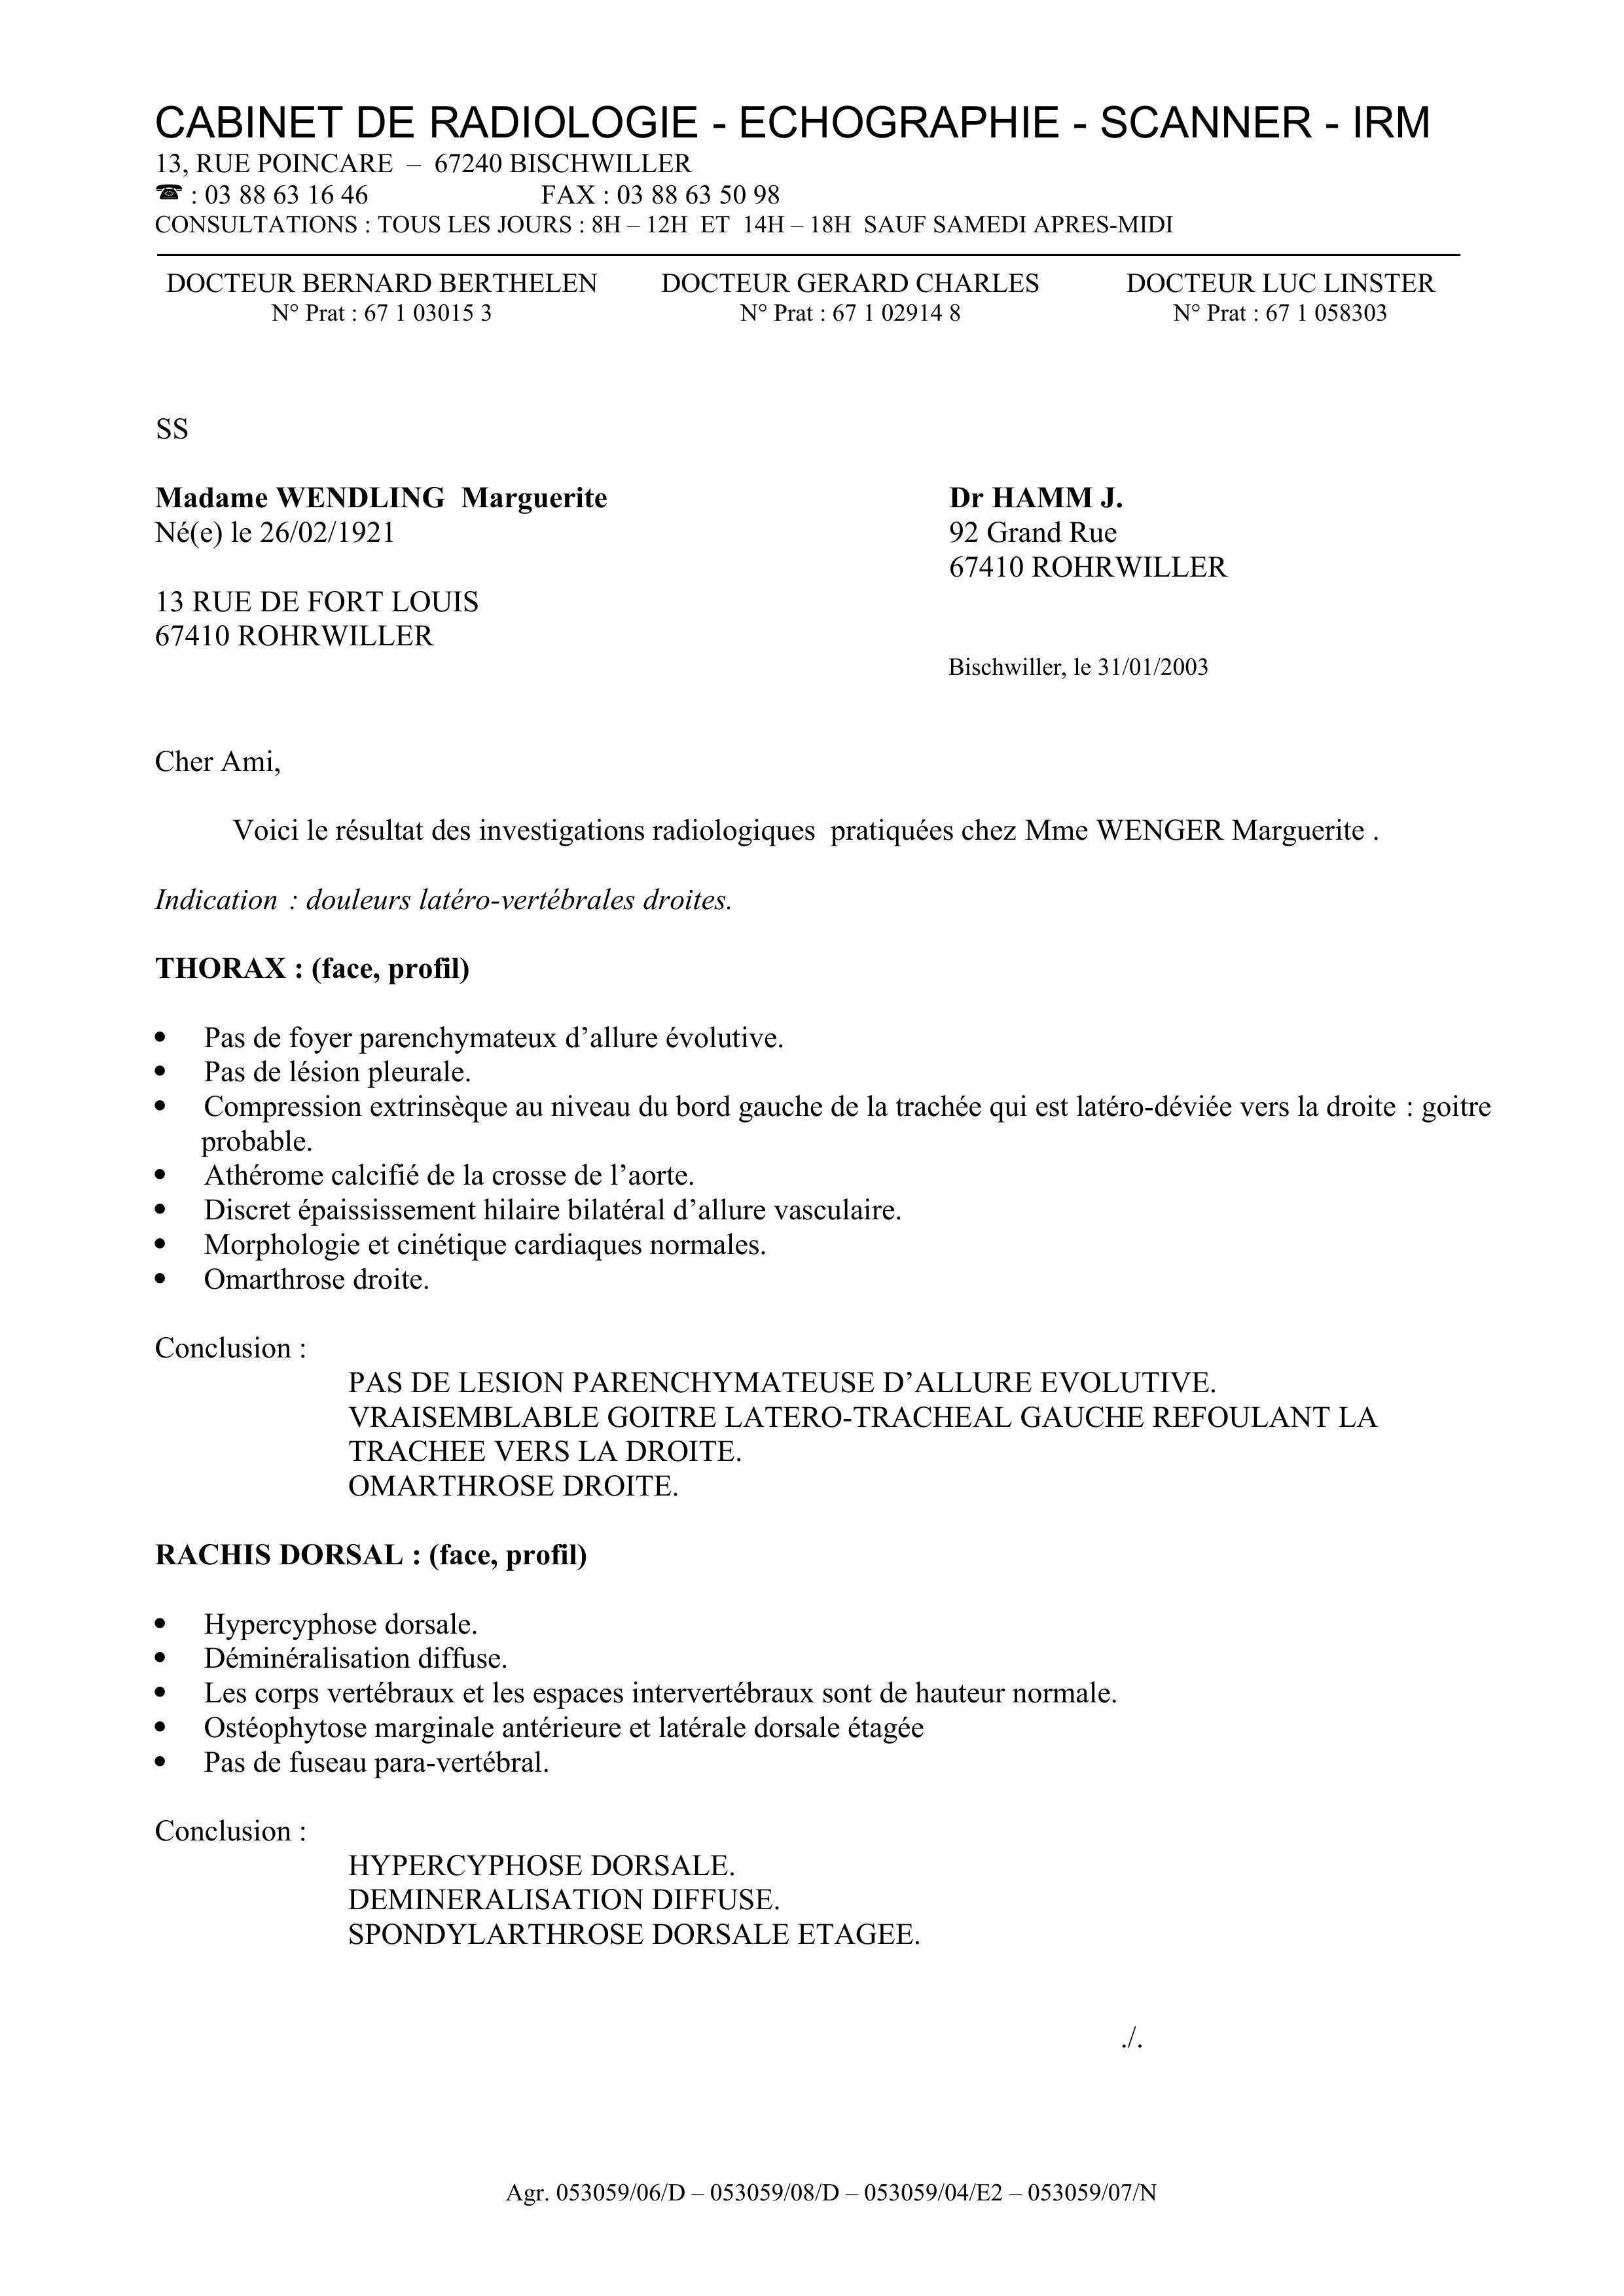 CABINET DE RADIOLOGIE - ECHOGRAPHIE - SCANNER - IRM
13, RUE POINCARE – 67240 BISCHWILLER
☎ : 03 88 63 16 46 FAX : 03 88 63 50 98
CONSULTATIONS : TOUS LES JOURS : 8H – 12H ET 14H – 18H SAUF SAMEDI APRES-MIDI
DOCTEUR BERNARD BERTHELEN DOCTEUR GERARD CHARLES DOCTEUR LUC LINSTER
N° Prat : 67 1 03015 3 N° Prat : 67 1 02914 8 N° Prat : 67 1 058303
SS
Madame WENDLING Marguerite Dr HAMM J.
Né(e) le 26/02/1921 92 Grand Rue
67410 ROHRWILLER
13 RUE DE FORT LOUIS
67410 ROHRWILLER
Bischwiller, le 31/01/2003
Cher Ami,
Voici le résultat des investigations radiologiques pratiquées chez Mme WENGER Marguerite .
Indication : douleurs latéro-vertébrales droites.
THORAX : (face, profil)
• Pas de foyer parenchymateux d’allure évolutive.
• Pas de lésion pleurale.
• Compression extrinsèque au niveau du bord gauche de la trachée qui est latéro-déviée vers la droite : goitre
probable.
• Athérome calcifié de la crosse de l’aorte.
• Discret épaississement hilaire bilatéral d’allure vasculaire.
• Morphologie et cinétique cardiaques normales.
• Omarthrose droite.
Conclusion :
PAS DE LESION PARENCHYMATEUSE D’ALLURE EVOLUTIVE.
VRAISEMBLABLE GOITRE LATERO-TRACHEAL GAUCHE REFOULANT LA
TRACHEE VERS LA DROITE.
OMARTHROSE DROITE.
RACHIS DORSAL : (face, profil)
• Hypercyphose dorsale.
• Déminéralisation diffuse.
• Les corps vertébraux et les espaces intervertébraux sont de hauteur normale.
• Ostéophytose marginale antérieure et latérale dorsale étagée
• Pas de fuseau para-vertébral.
Conclusion :
HYPERCYPHOSE DORSALE.
DEMINERALISATION DIFFUSE.
SPONDYLARTHROSE DORSALE ETAGEE.
./.
Agr. 053059/06/D – 053059/08/D – 053059/04/E2 – 053059/07/N